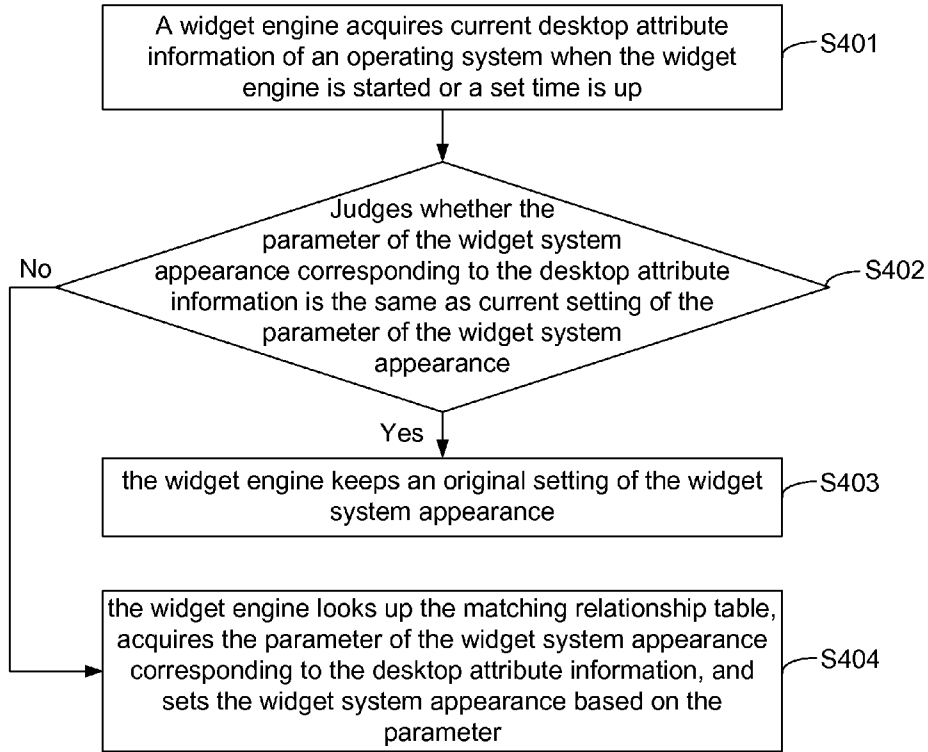 A widget engine acquires current desktop attribute
information of an operating system when the widget
engine is started or a set time is up
S401
Judges whether the
parameter of the widget system
appearance corresponding to the desktop attribute
information is the same as current setting of the
parameter of the widget system
appearance
S402
No
Yes
the widget engine keeps an original setting of the widget
system appearance
S403
the widget engine looks up the matching relationship table,
acquires the parameter of the widget system appearance
corresponding to the desktop attribute information, and
sets the widget system appearance based on the
parameter
S404